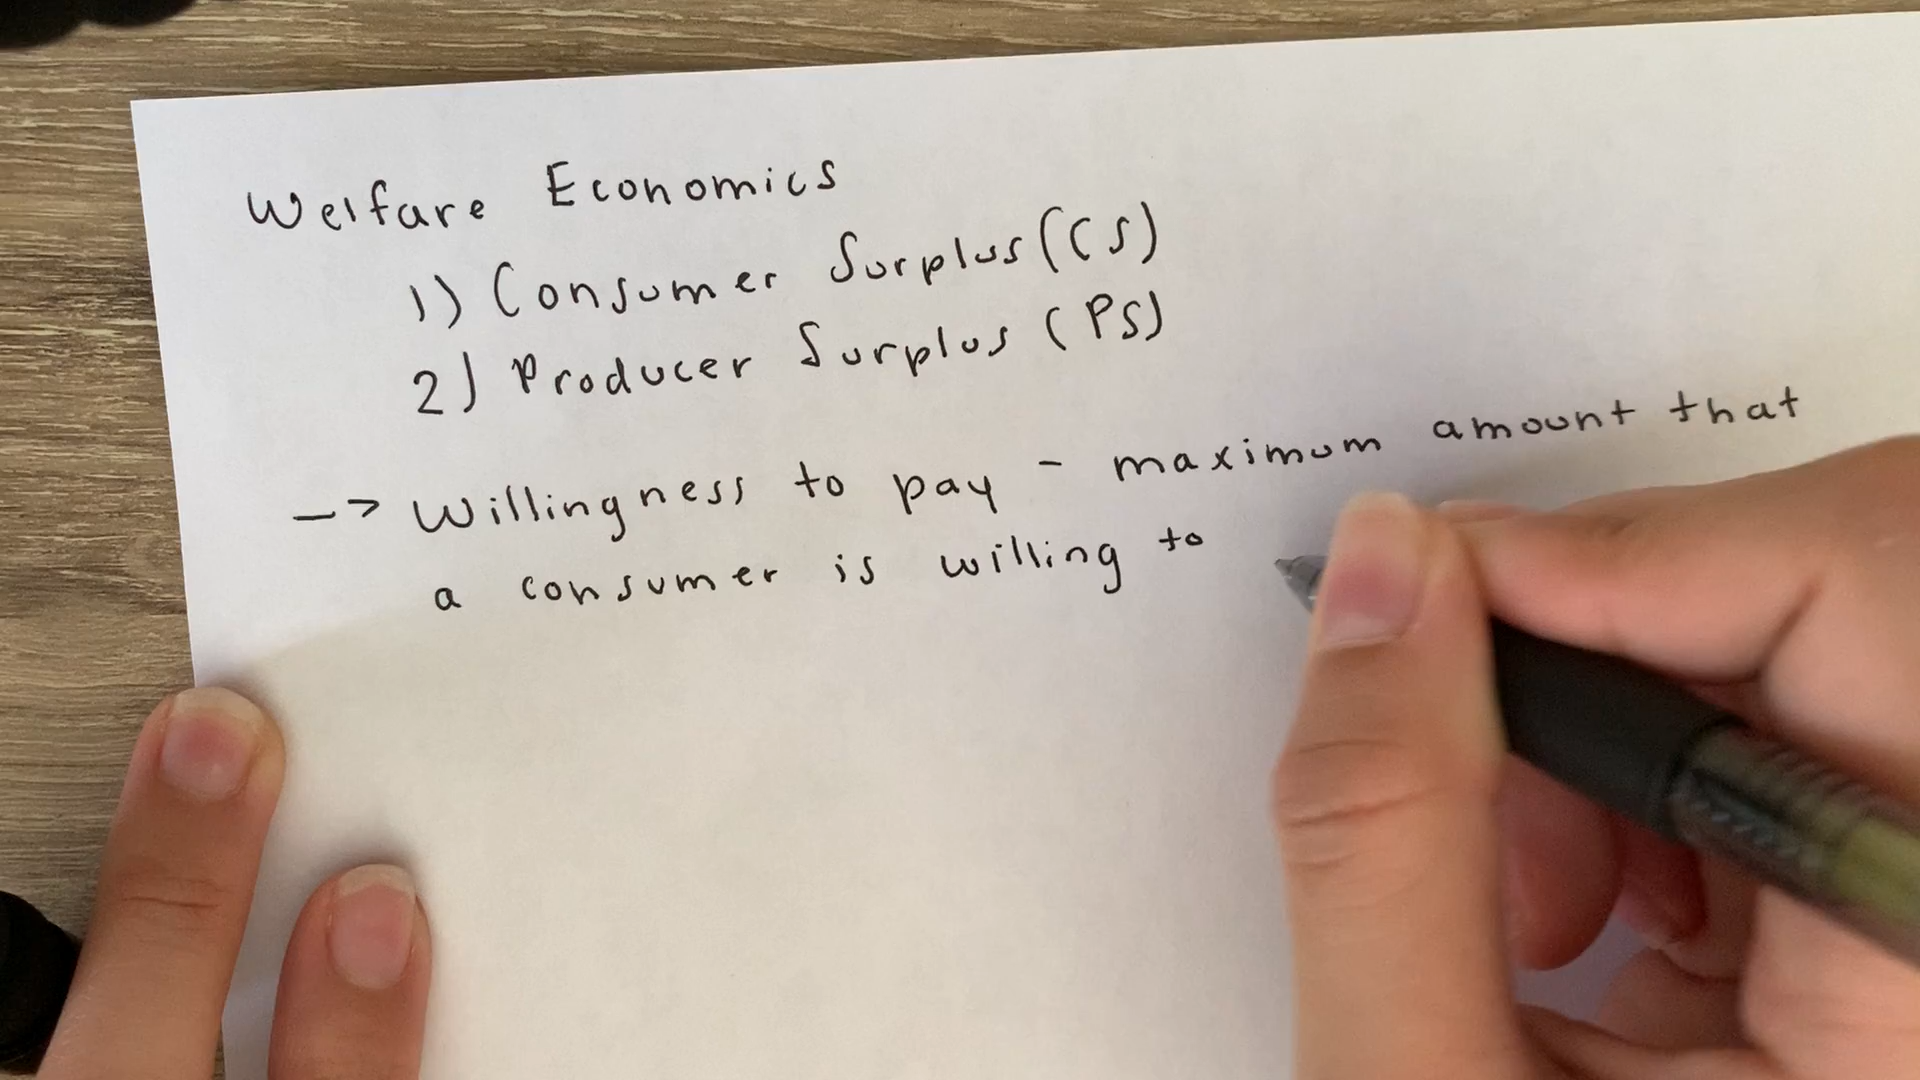 Welfare Economics
1) Consumer Surplus (CS)
2) Producer Surplus (PS)
-> Willingness to pay - maximum amount that
a consumer is willing to